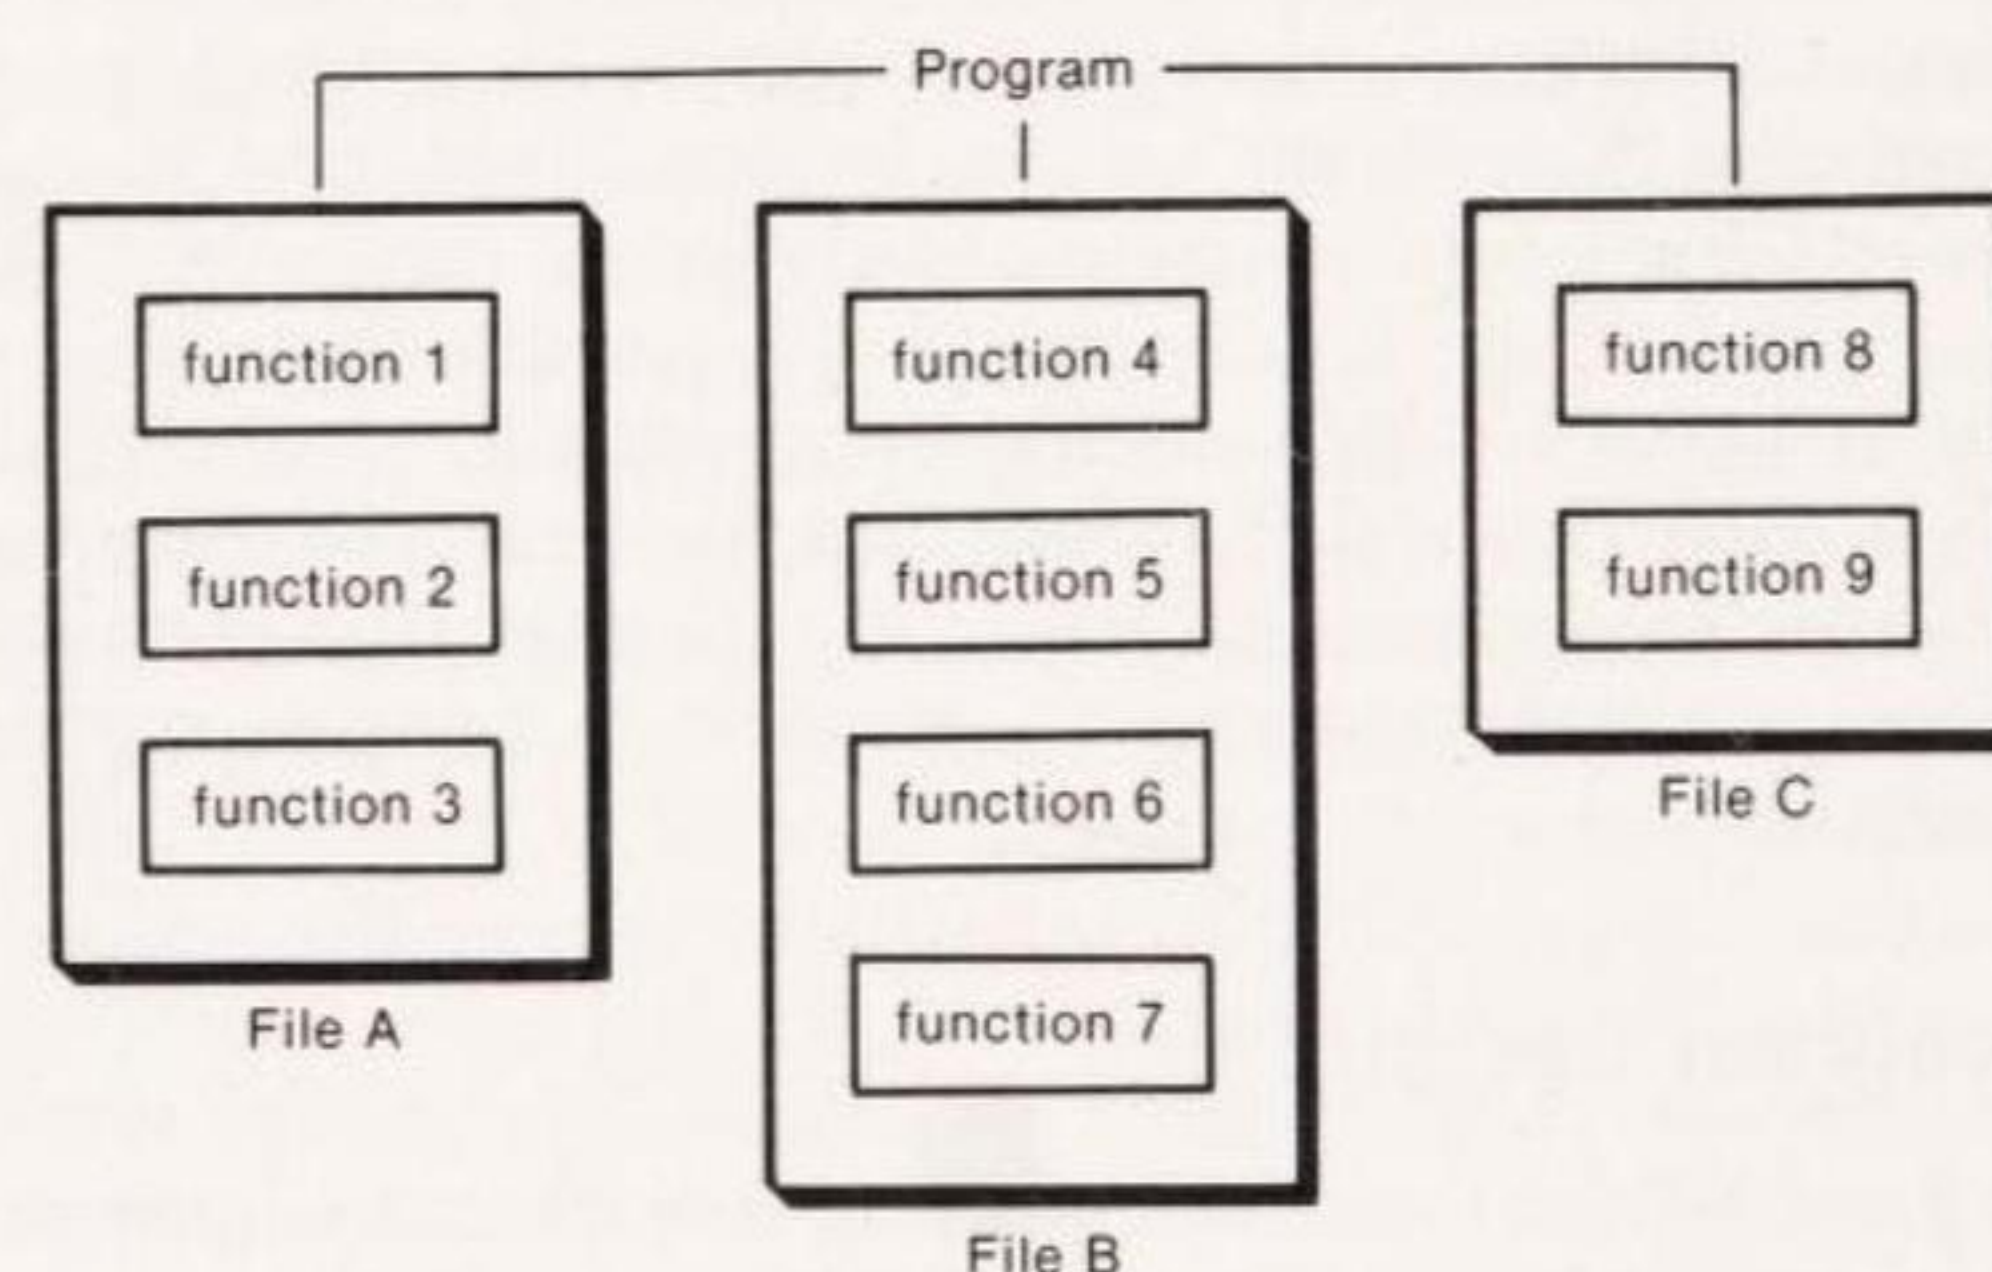 Program
function 1
function 2
function 3
File A
function 4
function 5
function 6
function 7
File B
function 8
function 9
File C